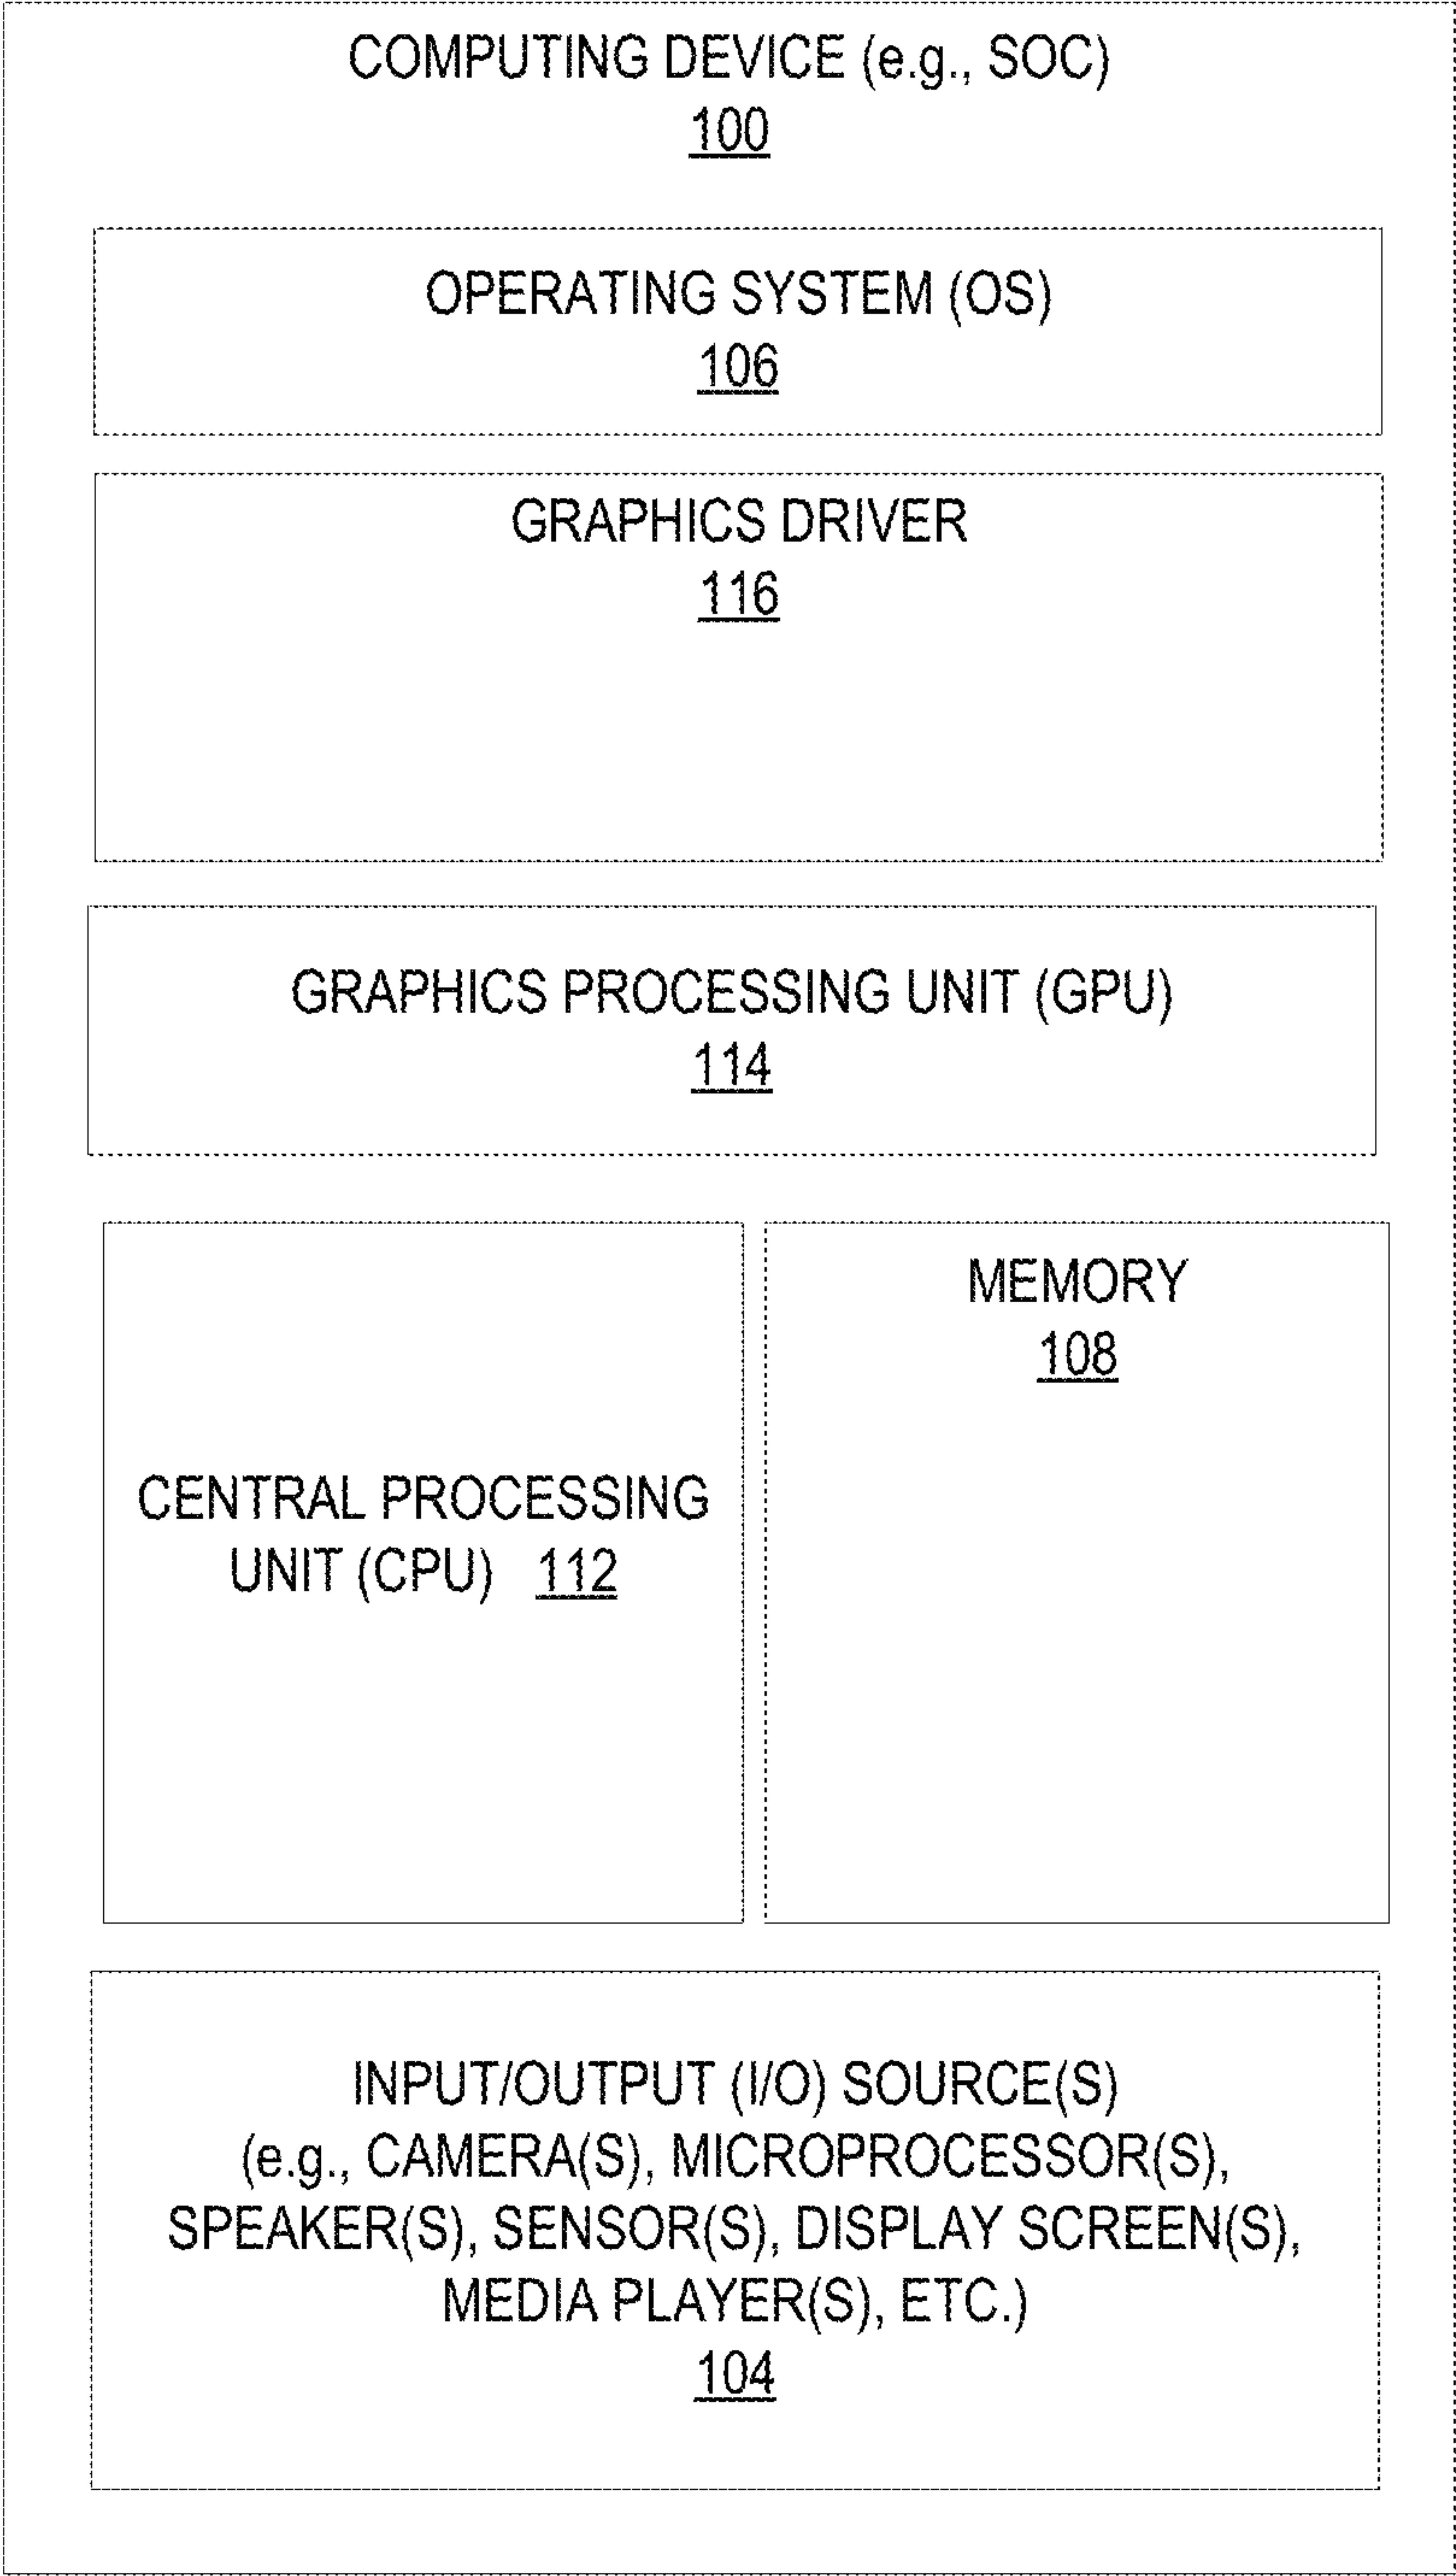 COMPUTING DEVICE (e.g., SOC)
100
OPERATING SYSTEM (OS)
106
GRAPHICS DRIVER
116
GRAPHICS PROCESSING UNIT (GPU)
114
CENTRAL PROCESSING
UNIT (CPU) 112
MEMORY
108
INPUT/OUTPUT (I/O) SOURCE(S)
(e.g., CAMERA(S), MICROPROCESSOR(S),
SPEAKER(S), SENSOR(S), DISPLAY SCREEN(S),
MEDIA PLAYER(S), ETC.)
104